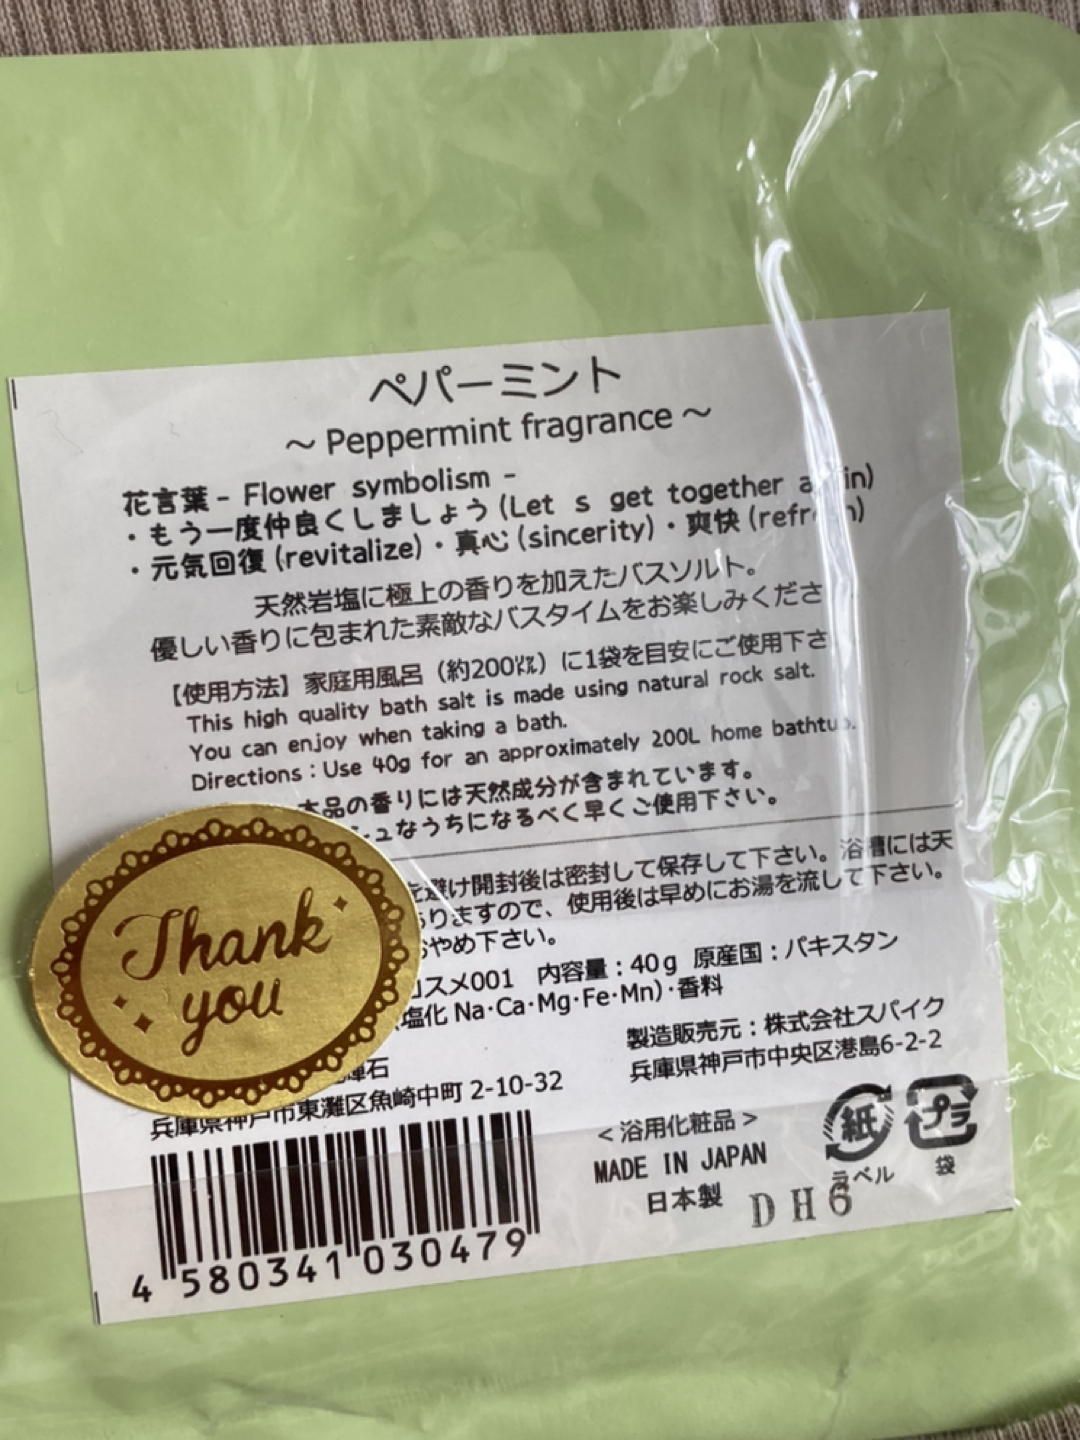 ペパーミント
～ Peppermint fragrance ～
花言葉 - Flower symbolism -
・もう一度仲良くしましょう (Let s get together a in)
・元気回復 (revitalize)・真心 (sincerity)・爽快 (refr h)
天然岩塩に極上の香りを加えたバスソルト。
優しい香りに包まれた素敵なバスタイムをお楽しみくださ
【使用方法】家庭用風呂（約200㍑）に1袋を目安にご使用下さ
This high quality bath salt is made using natural rock salt.
You can enjoy when taking a bath.
Directions : Use 40g for an approximately 200L home bathtub.
本品の香りには天然成分が含まれています。
シュなうちになるべく早くご使用下さい。
を避け開封後は密封して保存して下さい。浴槽には天
ありますので、使用後は早めにお湯を流して下さい。
おやめ下さい。
コスメ001 内容量：40g 原産国：パキスタン
塩化 Na・Ca・Mg・Fe・Mn)・香料
製造販売元：株式会社スパイク
兵庫県神戸市中央区港島6-2-2
輝石
兵庫県神戸市東灘区魚崎中町 2-10-32
Thank
you
＜浴用化粧品＞
MADE IN JAPAN
日本製
DH6
紙
ラベル
プラ
袋
4 580341 030479